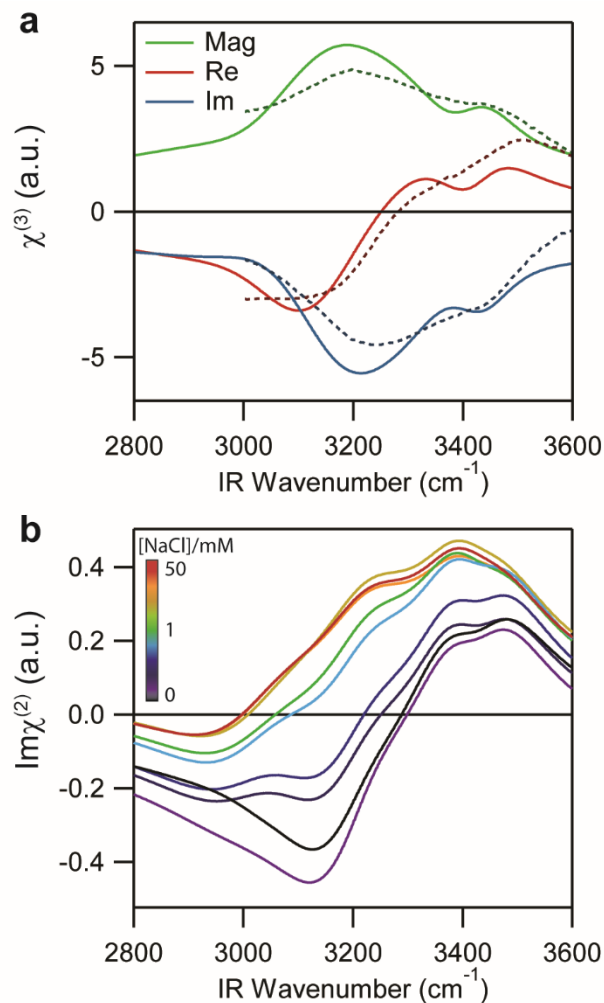 a
Mag
Re
Im
5
0
-5
χ(3) (a.u.)
2800 3000 3200 3400 3600
IR Wavenumber (cm-1)
b
[NaCl]/mM
50
1
0
0.4
0.2
0.0
-0.2
-0.4
Imχ(2) (a.u.)
2800 3000 3200 3400 3600
IR Wavenumber (cm-1)